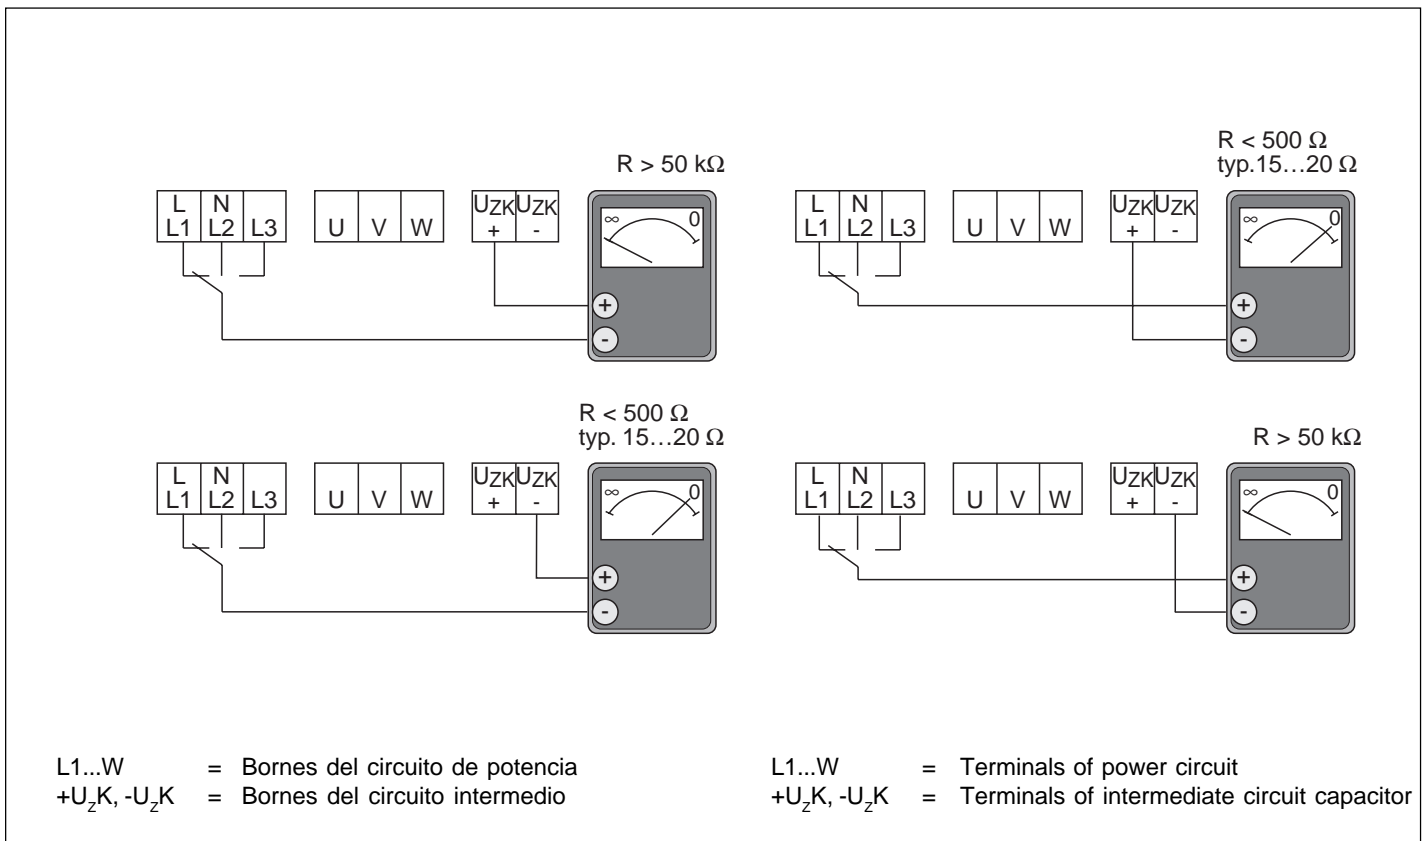 R > 50 kΩ
L N
L1 L2 L3
U V W
UZK UZK
+ -
∞ 0
+
-
R < 500 Ω
typ.15…20 Ω
L N
L1 L2 L3
U V W
UZK UZK
+ -
∞ 0
+
-
R < 500 Ω
typ. 15…20 Ω
L N
L1 L2 L3
U V W
UZK UZK
+ -
∞ 0
+
-
R > 50 kΩ
L N
L1 L2 L3
U V W
UZK UZK
+ -
∞ 0
+
-
L1...W = Bornes del circuito de potencia
+UZK, -UZK = Bornes del circuito intermedio
L1...W = Terminals of power circuit
+UZK, -UZK = Terminals of intermediate circuit capacitor